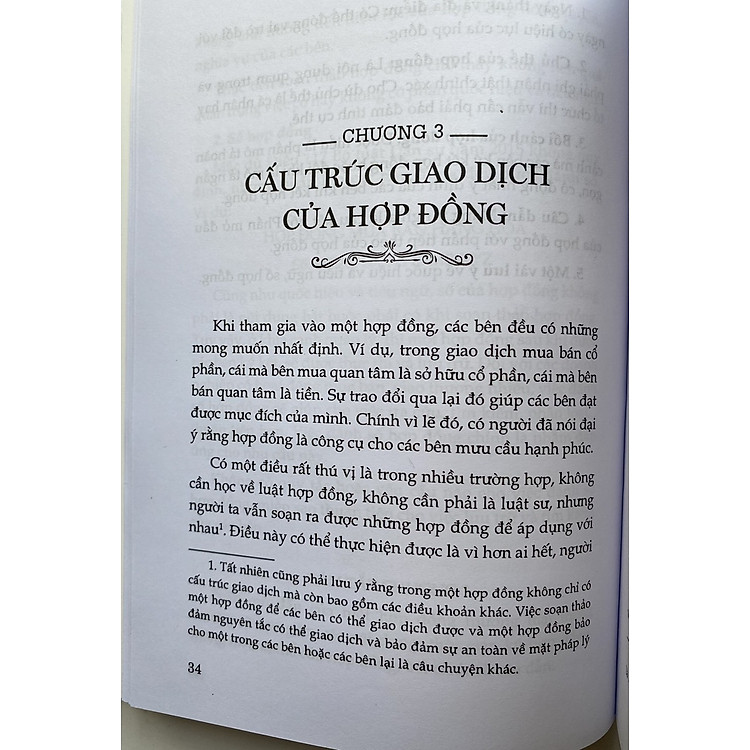 CHƯƠNG 3
CẤU TRÚC GIAO DỊCH
CỦA HỢP ĐỒNG
Khi tham gia vào một hợp đồng, các bên đều có những
mong muốn nhất định. Ví dụ, trong giao dịch mua bán cổ
phần, cái mà bên mua quan tâm là sở hữu cổ phần, cái mà bên
bán quan tâm là tiền. Sự trao đổi qua lại đó giúp các bên đạt
được mục đích của mình. Chính vì lẽ đó, có người đã nói đại
ý rằng hợp đồng là công cụ cho các bên mưu cầu hạnh phúc.
Có một điều rất thú vị là trong nhiều trường hợp, không
cần học về luật hợp đồng, không cần phải là luật sư, nhưng
người ta vẫn soạn ra được những hợp đồng để áp dụng với
nhau¹. Điều này có thể thực hiện được là vì hơn ai hết, người
1. Tất nhiên cũng phải lưu ý rằng trong một hợp đồng không chỉ có
cấu trúc giao dịch mà còn bao gồm các điều khoản khác. Việc soạn thảo
một hợp đồng để các bên có thể giao dịch được và một hợp đồng bảo
đảm nguyên tắc có thể giao dịch và bảo đảm sự an toàn về mặt pháp lý
cho một trong các bên hoặc các bên lại là câu chuyện khác.
34